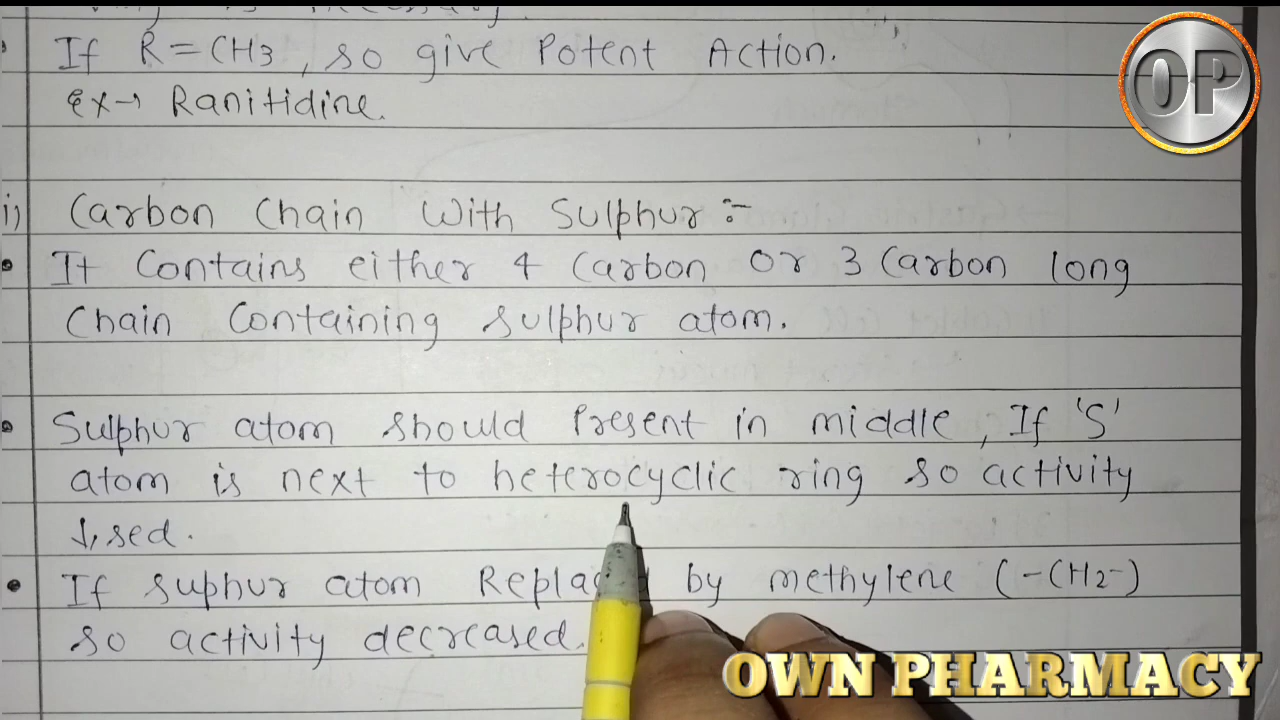 If R = CH3, so give Potent Action.
Ex → Ranitidine.
OP
i) Carbon Chain With Sulphur :-
• It Contains either 4 Carbon Or 3 Carbon long
Chain Containing sulphur atom.
• Sulphur atom should Present in middle, If 'S'
atom is next to heterocyclic ring so activity
↓sed.
• If suphur atom by methylene (-CH2-)
so activity decreased.
OWN PHARMACY